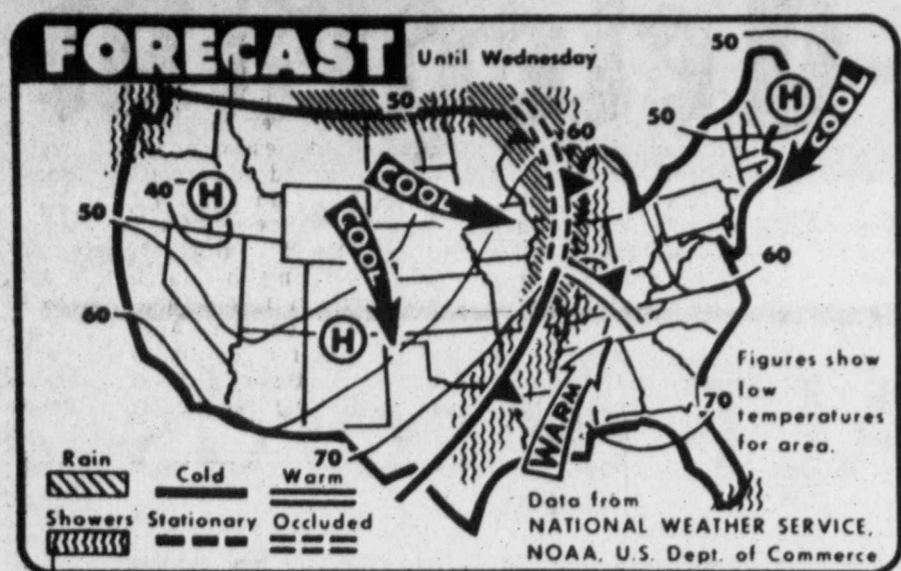 FORECAST
Until Wednesday
50
50
50
60
COOL
H
40
H
COOL
COOL
50
60
60
H
WARM
70
70
Figures show
low
temperatures
for area.
Rain
Cold
Warm
Showers
Stationary
Occluded
Data from
NATIONAL WEATHER SERVICE,
NOAA, U.S. Dept. of Commerce